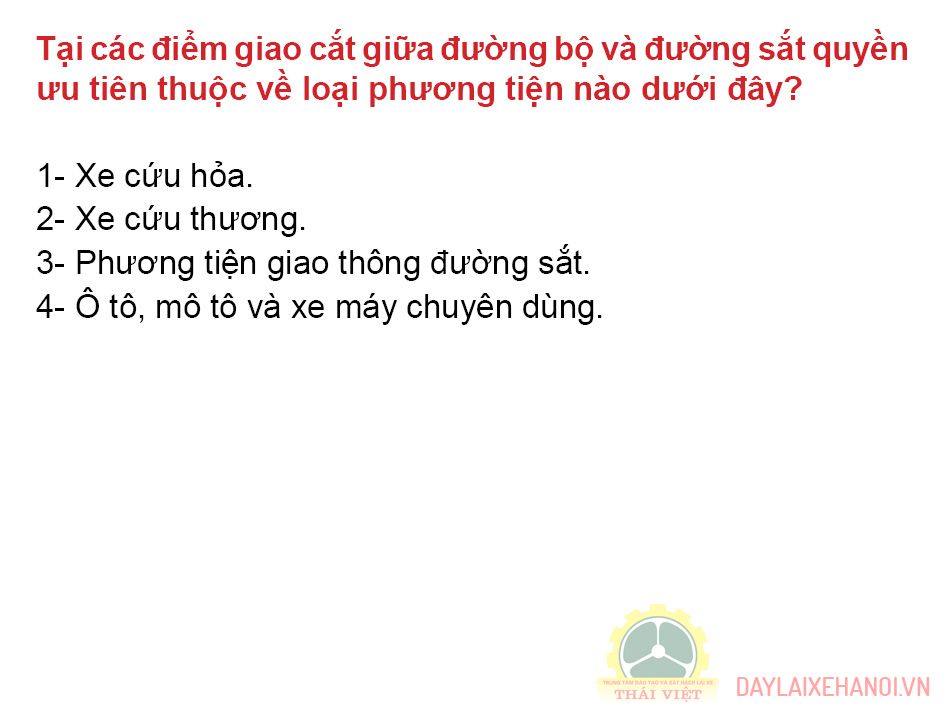 Tại các điểm giao cắt giữa đường bộ và đường sắt quyền
ưu tiên thuộc về loại phương tiện nào dưới đây?
1- Xe cứu hỏa.
2- Xe cứu thương.
3- Phương tiện giao thông đường sắt.
4- Ô tô, mô tô và xe máy chuyên dùng.
TRUNG TÂM ĐÀO TẠO VÀ SÁT HẠCH LÁI XE
THÁI VIỆT
DAYLAIXEHANOI.VN